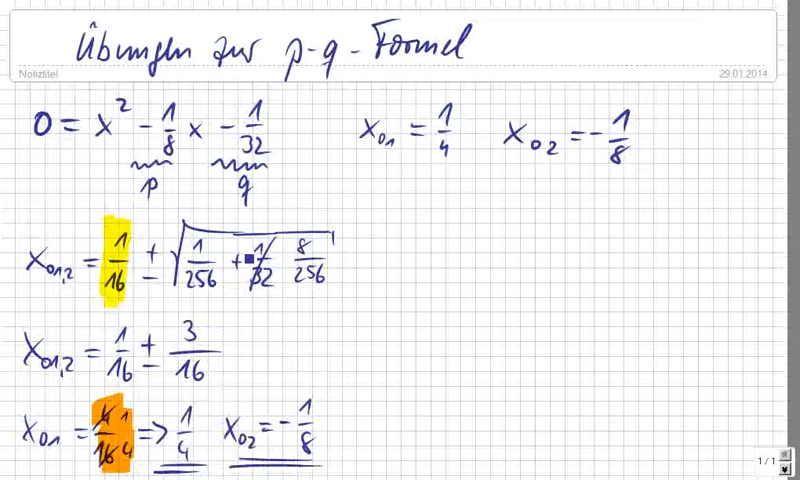 Übungen zur p-q-Formel
Notiztitel 29.01.2014
0 = x² - 1/8 x - 1/32
p q
x₀₁ = 1/4 x₀₂ = - 1/8
x₀₁,₂ = 1/16 ± √(1/256 + 1/32 8/256)
x₀₁,₂ = 1/16 ± 3/16
x₀₁ = 4/16 1/4 => 1/4 x₀₂ = - 1/8
1/1